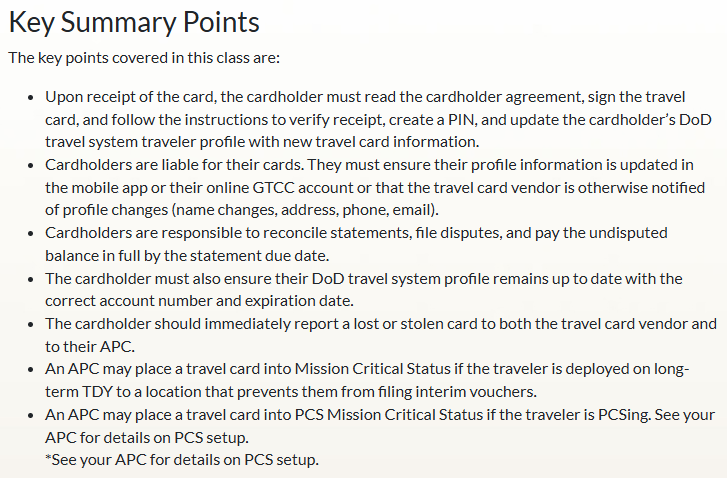 Key Summary Points
The key points covered in this class are:
• Upon receipt of the card, the cardholder must read the cardholder agreement, sign the travel
card, and follow the instructions to verify receipt, create a PIN, and update the cardholder's DoD
travel system traveler profile with new travel card information.
• Cardholders are liable for their cards. They must ensure their profile information is updated in
the mobile app or their online GTCC account or that the travel card vendor is otherwise notified
of profile changes (name changes, address, phone, email).
• Cardholders are responsible to reconcile statements, file disputes, and pay the undisputed
balance in full by the statement due date.
• The cardholder must also ensure their DoD travel system profile remains up to date with the
correct account number and expiration date.
• The cardholder should immediately report a lost or stolen card to both the travel card vendor and
to their APC.
• An APC may place a travel card into Mission Critical Status if the traveler is deployed on long-
term TDY to a location that prevents them from filing interim vouchers.
• An APC may place a travel card into PCS Mission Critical Status if the traveler is PCSing. See your
APC for details on PCS setup.
*See your APC for details on PCS setup.